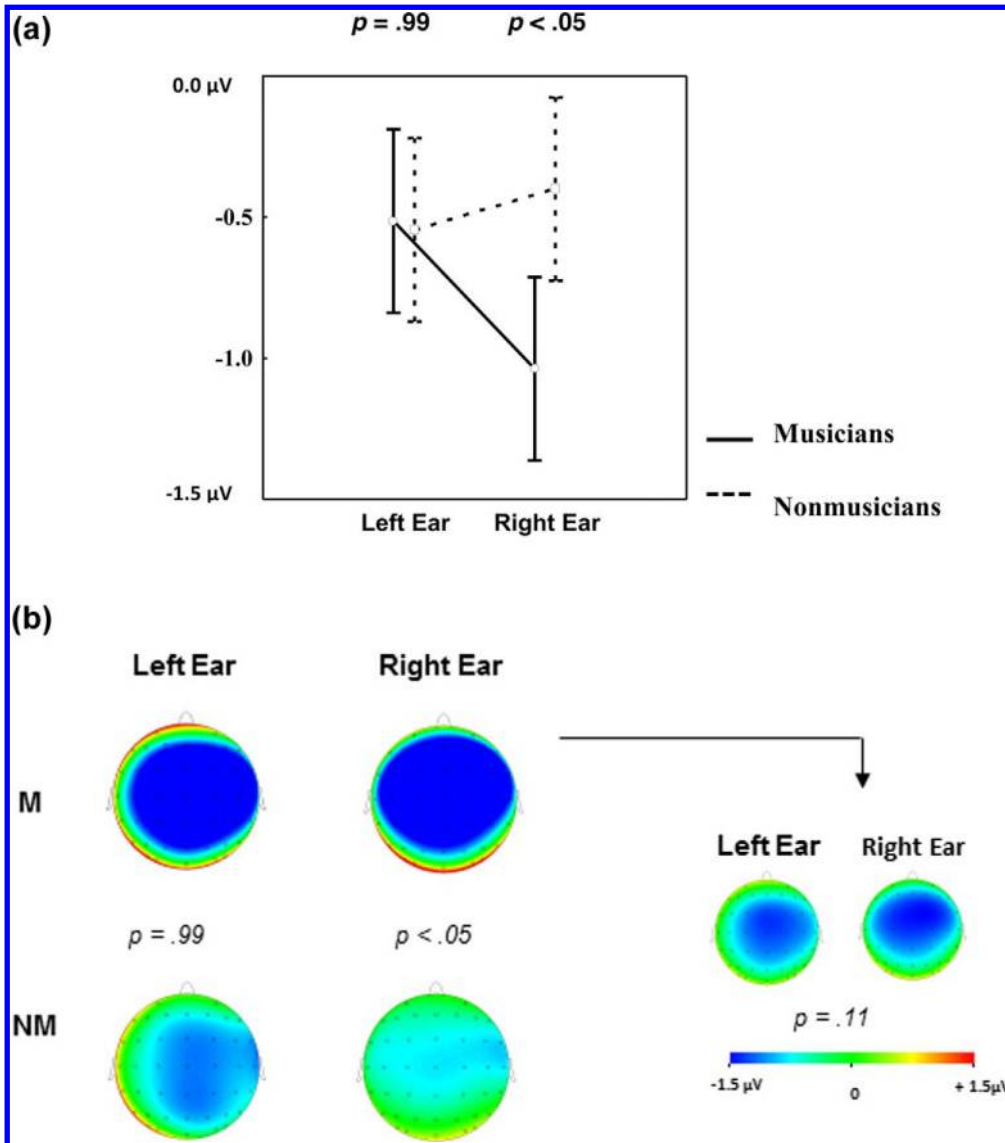 (a)
p = .99 p < .05
0.0 µV
-0.5
-1.0
-1.5 µV
Left Ear Right Ear
Musicians
Nonmusicians
(b)
Left Ear Right Ear
M
p = .99 p < .05
NM
Left Ear Right Ear
p = .11
-1.5 µV 0 + 1.5µV